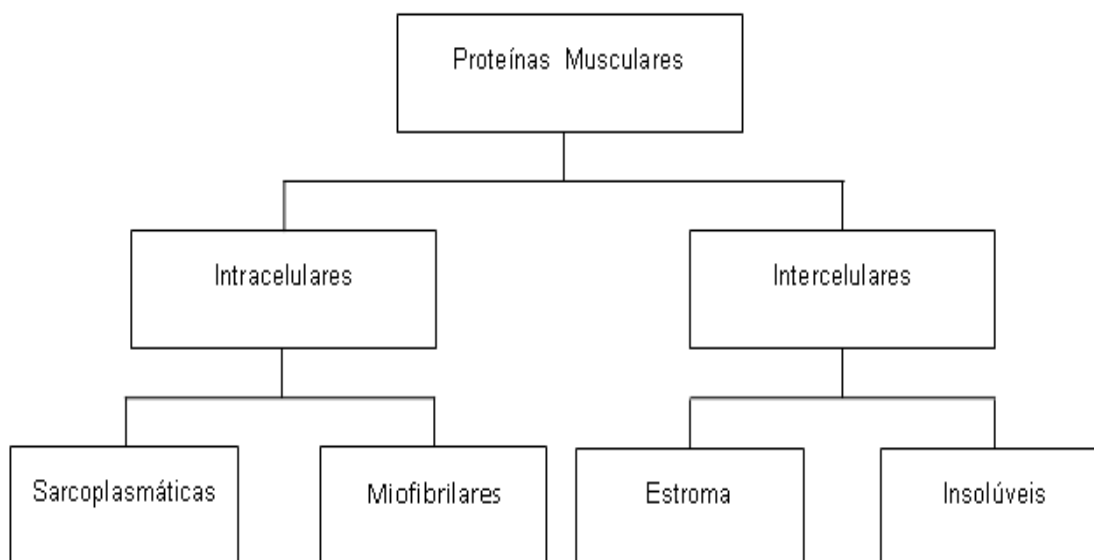 Proteínas Musculares
Intracelulares
Intercelulares
Sarcoplasmáticas
Miofibrilares
Estroma
Insolúveis